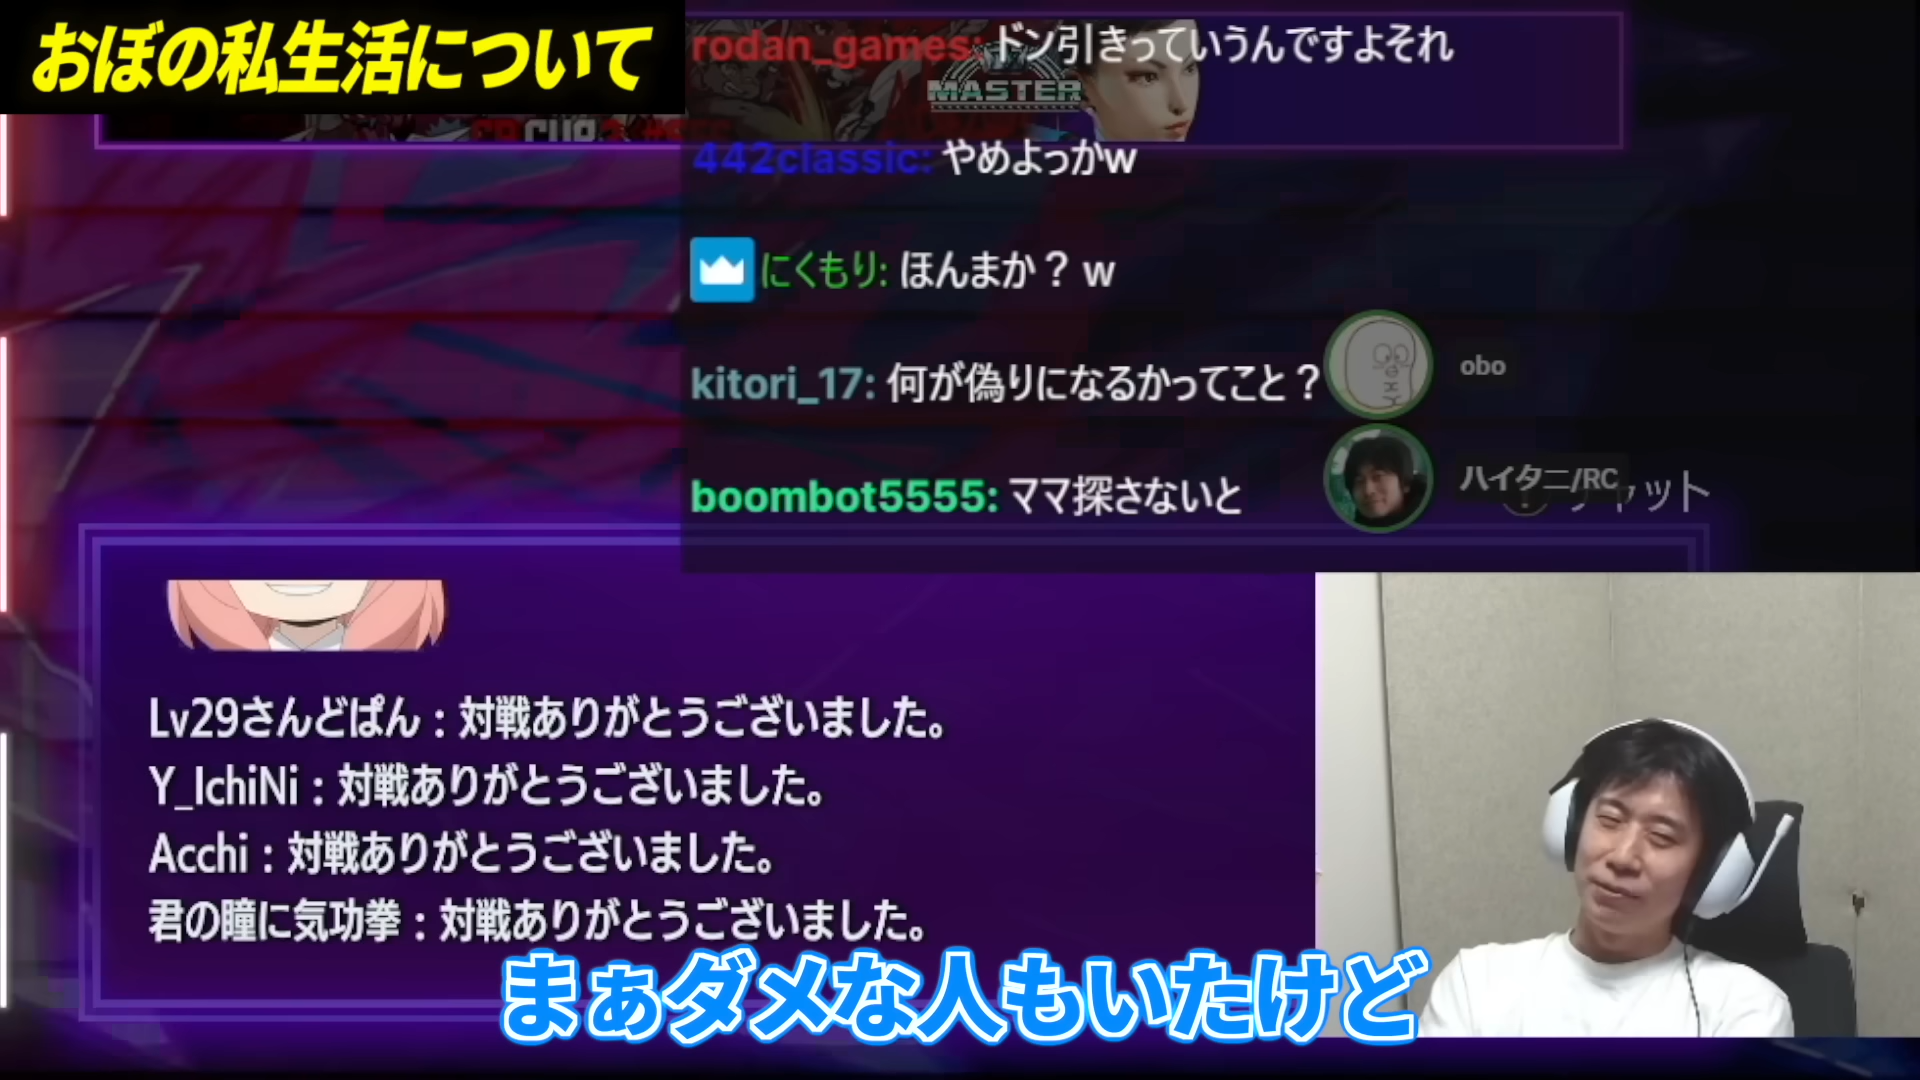 おぼの私生活について
rodan_games: ドン引きっていうんですよそれ
MASTER
442classic: やめよっかw
にくもり: ほんまか？ w
kitori_17: 何が偽りになるかってこと？
obo
boombot5555: ママ探さないと
ハイタニ/RC
チャット
Lv29さんどぱん : 対戦ありがとうございました。
Y_IchiNi : 対戦ありがとうございました。
Acchi : 対戦ありがとうございました。
君の瞳に気功拳 : 対戦ありがとうございました。
まぁダメな人もいたけど